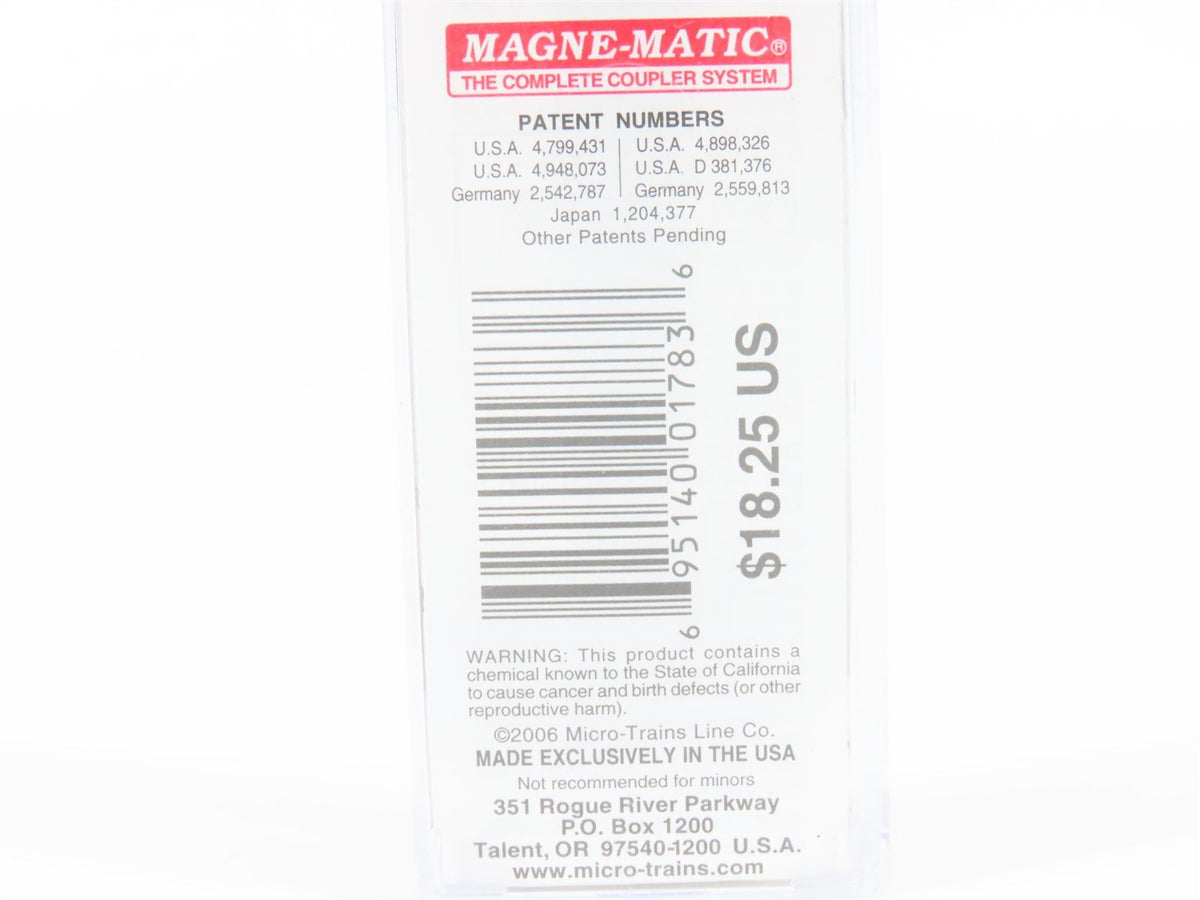 MAGNE-MATIC®
THE COMPLETE COUPLER SYSTEM
PATENT NUMBERS
U.S.A. 4,799,431 | U.S.A. 4,898,326
U.S.A. 4,948,073 | U.S.A. D 381,376
Germany 2,542,787 | Germany 2,559,813
Japan 1,204,377
Other Patents Pending
6 95140 01783 6
$18.25 US
WARNING: This product contains a
chemical known to the State of California
to cause cancer and birth defects (or other
reproductive harm).
©2006 Micro-Trains Line Co.
MADE EXCLUSIVELY IN THE USA
Not recommended for minors
351 Rogue River Parkway
P.O. Box 1200
Talent, OR 97540-1200 U.S.A.
www.micro-trains.com